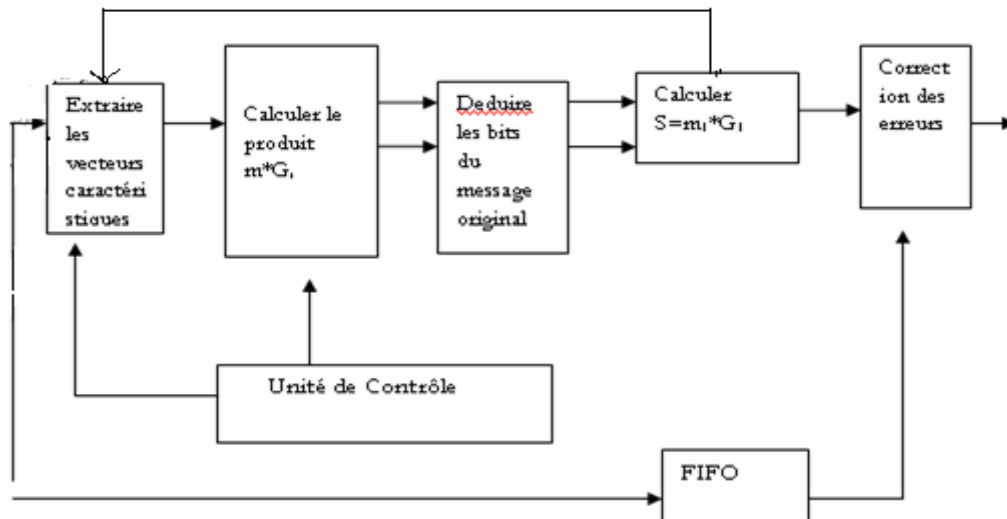 Extraire
les
vecteurs
caractéri
stiques
Calculer le
produit
m*G₁
Deduire
les bits
du
message
original
Calculer
S=m₁*G₁
Correct
ion des
erreurs
Unité de Contrôle
FIFO